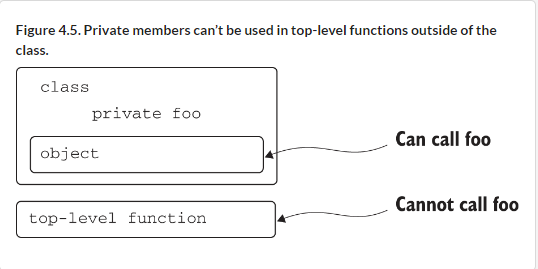 Figure 4.5. Private members can’t be used in top-level functions outside of the
class.
class
private foo
object
Can call foo
top-level function
Cannot call foo